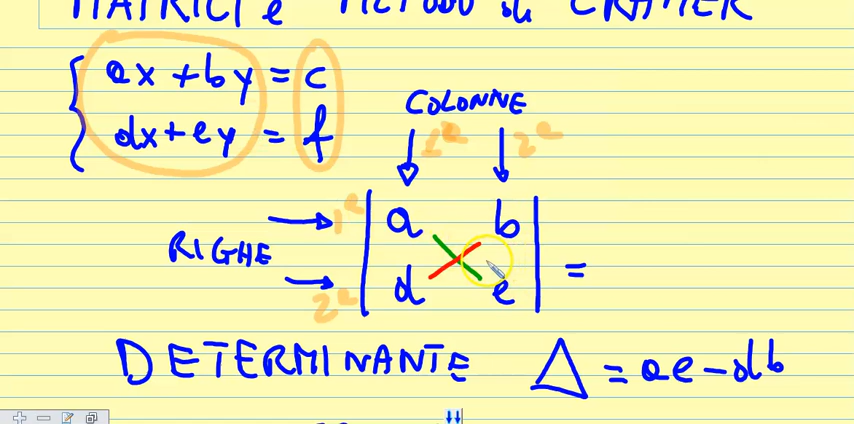 MATRICI e METODO di CRAMER
ax + by = c
dx + ey = f
COLONNE
1ª 2ª
1ª | a b |
RIGHE
2ª | d e | =
DETERMINANTE Δ = ae - db